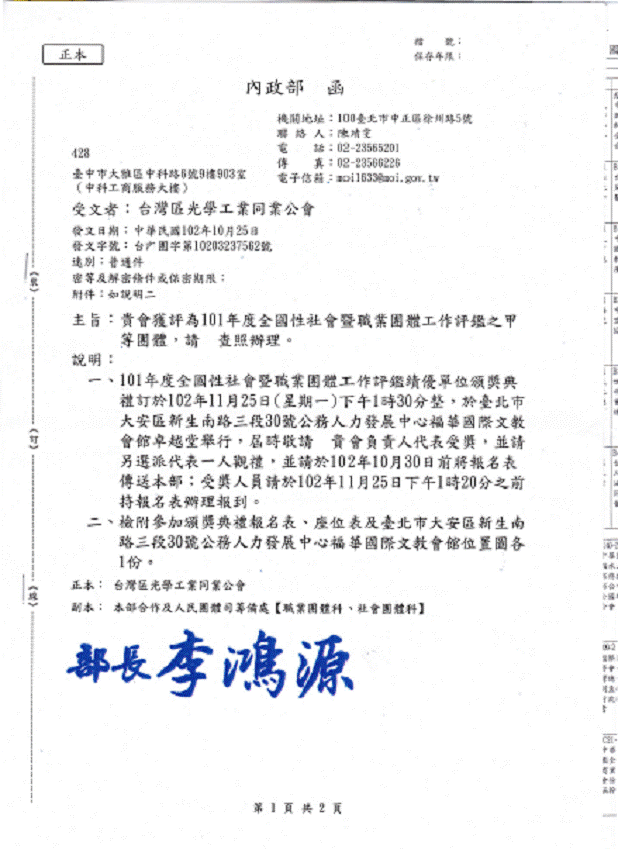 正本
檔 號：
保存年限：
內政部 函
機關地址：100臺北市中正區徐州路5號
聯 絡 人：陳靖雯
電 話：02-23565201
傳 真：02-23566226
電子信箱：moi1633@moi.gov.tw
428
臺中市大雅區中科路6號9樓903室
（中科工商服務大樓）
受文者：台灣區光學工業同業公會
發文日期：中華民國102年10月25日
發文字號：台內團字第10203237562號
速別：普通件
密等及解密條件或保密期限：
附件：如說明二
主旨：貴會獲評為101年度全國性社會暨職業團體工作評鑑之甲
等團體，請 查照辦理。
說明：
一、101年度全國性社會暨職業團體工作評鑑績優單位頒獎典
禮訂於102年11月25日(星期一)下午1時30分整，於臺北市
大安區新生南路三段30號公務人力發展中心福華國際文教
會館卓越堂舉行，屆時敬請 貴會負責人代表受獎，並請
另選派代表一人觀禮，並請於102年10月30日前將報名表
傳送本部；受獎人員請於102年11月25日下午1時20分之前
持報名表辦理報到。
二、檢附參加頒獎典禮報名表、座位表及臺北市大安區新生南
路三段30號公務人力發展中心福華國際文教會館位置圖各
1份。
正本： 台灣區光學工業同業公會
副本： 本部合作及人民團體司籌備處【職業團體科、社會團體科】
部長 李鴻源
第 1 頁 共 2 頁
(裝)
(訂)
(線)